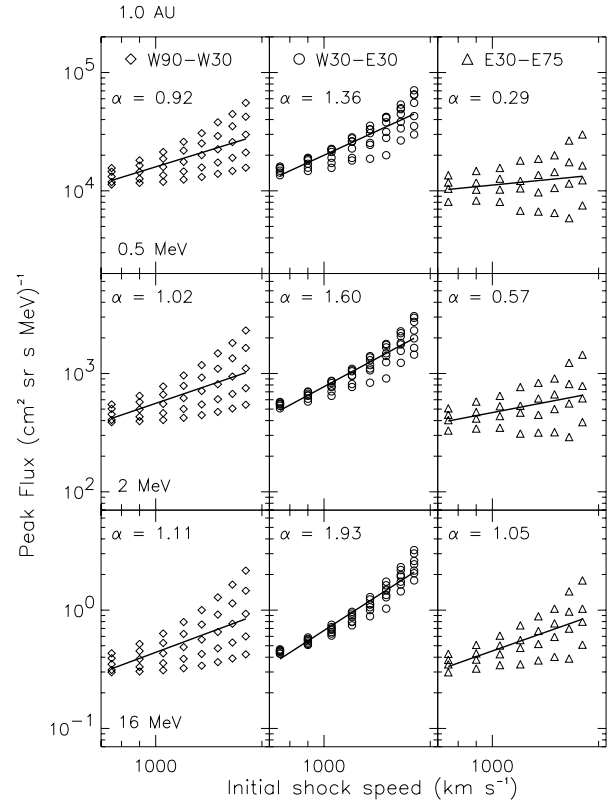 1.0 AU
◇ W90−W30
○ W30−E30
△ E30−E75
10⁵
α = 0.92
α = 1.36
α = 0.29
10⁴
0.5 MeV
α = 1.02
α = 1.60
α = 0.57
10³
10²
2 MeV
α = 1.11
α = 1.93
α = 1.05
10⁰
10⁻¹
16 MeV
Peak Flux (cm² sr s MeV)⁻¹
1000
1000
1000
Initial shock speed (km s⁻¹)